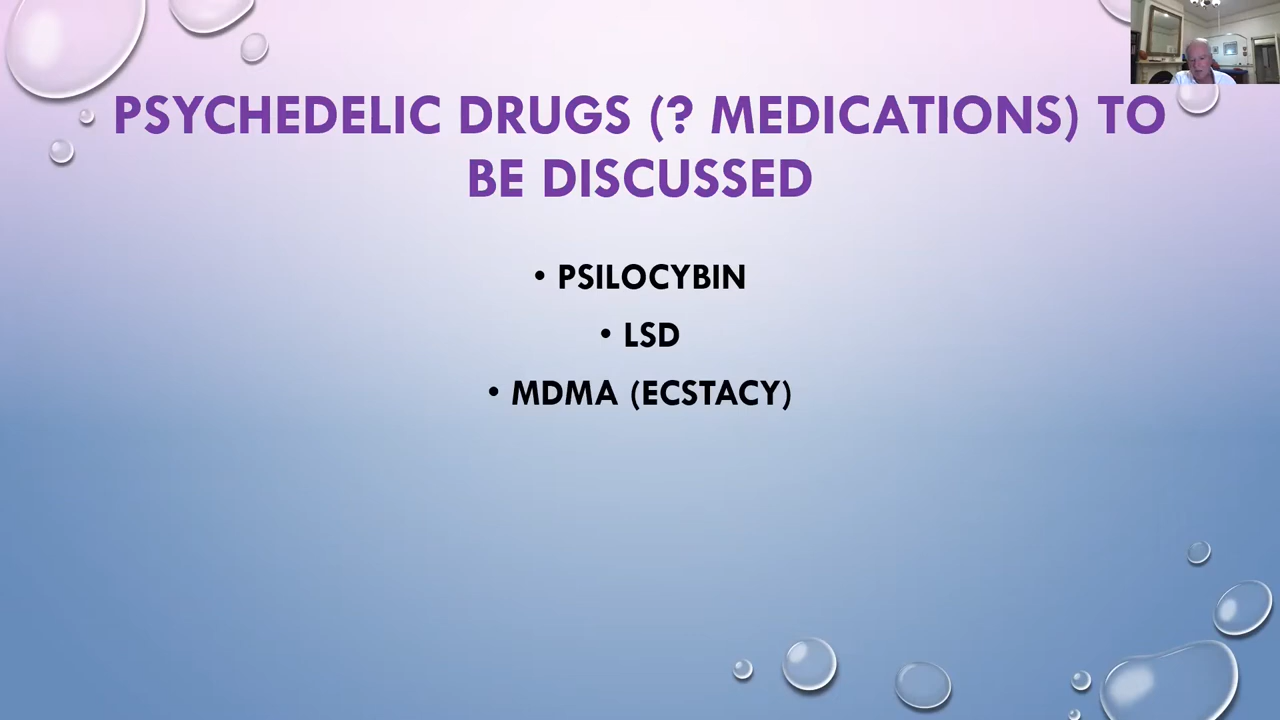 PSYCHEDELIC DRUGS (? MEDICATIONS) TO
BE DISCUSSED
• PSILOCYBIN
• LSD
• MDMA (ECSTACY)